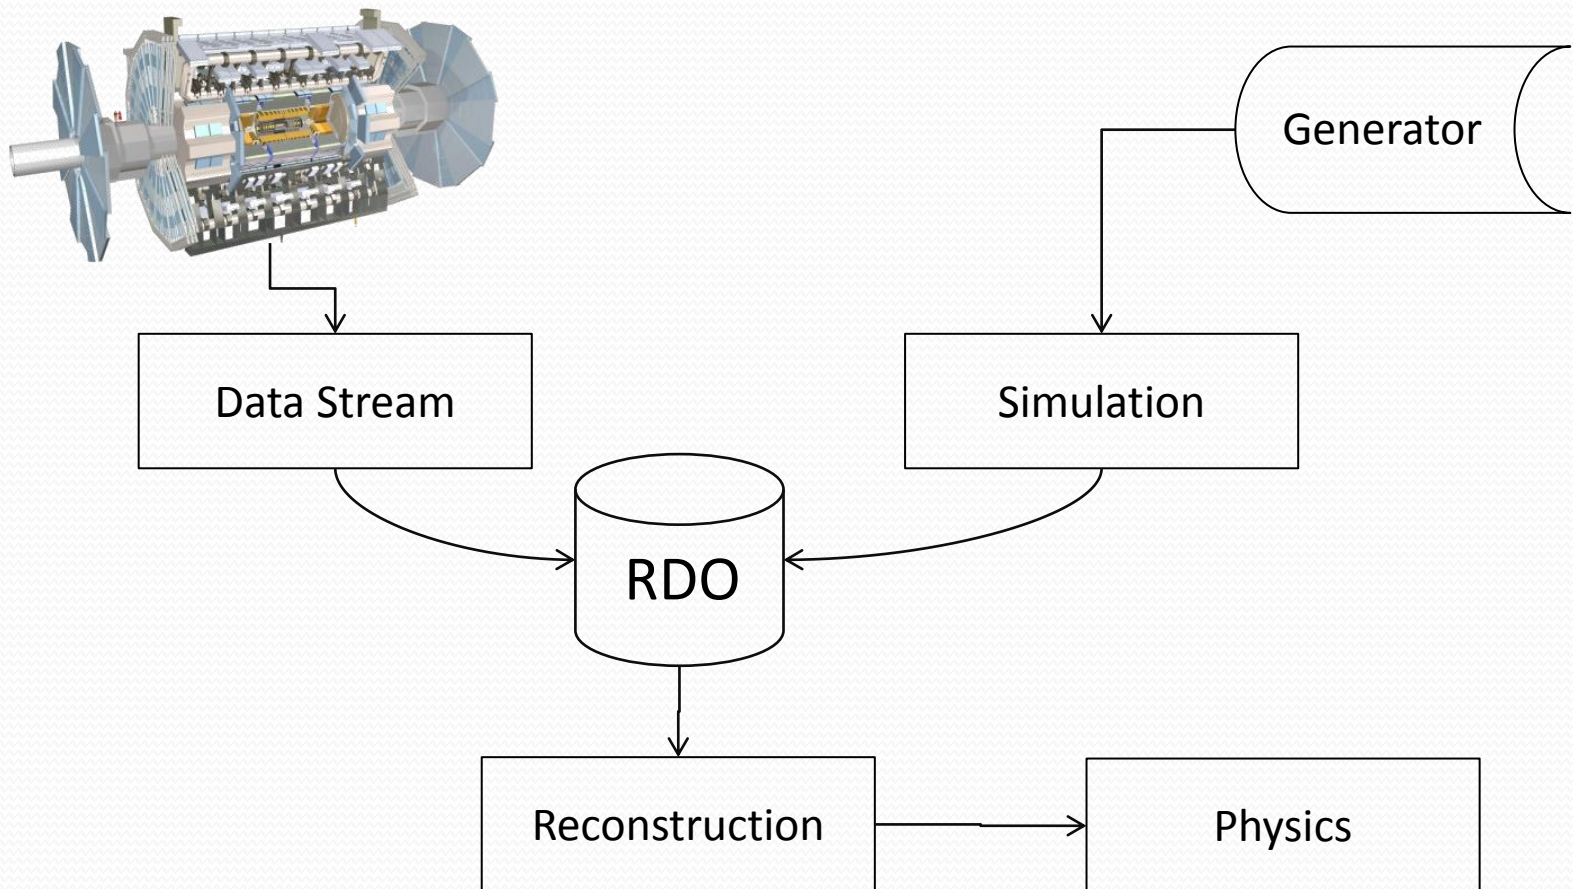 Generator
Data Stream
Simulation
RDO
Reconstruction
Physics